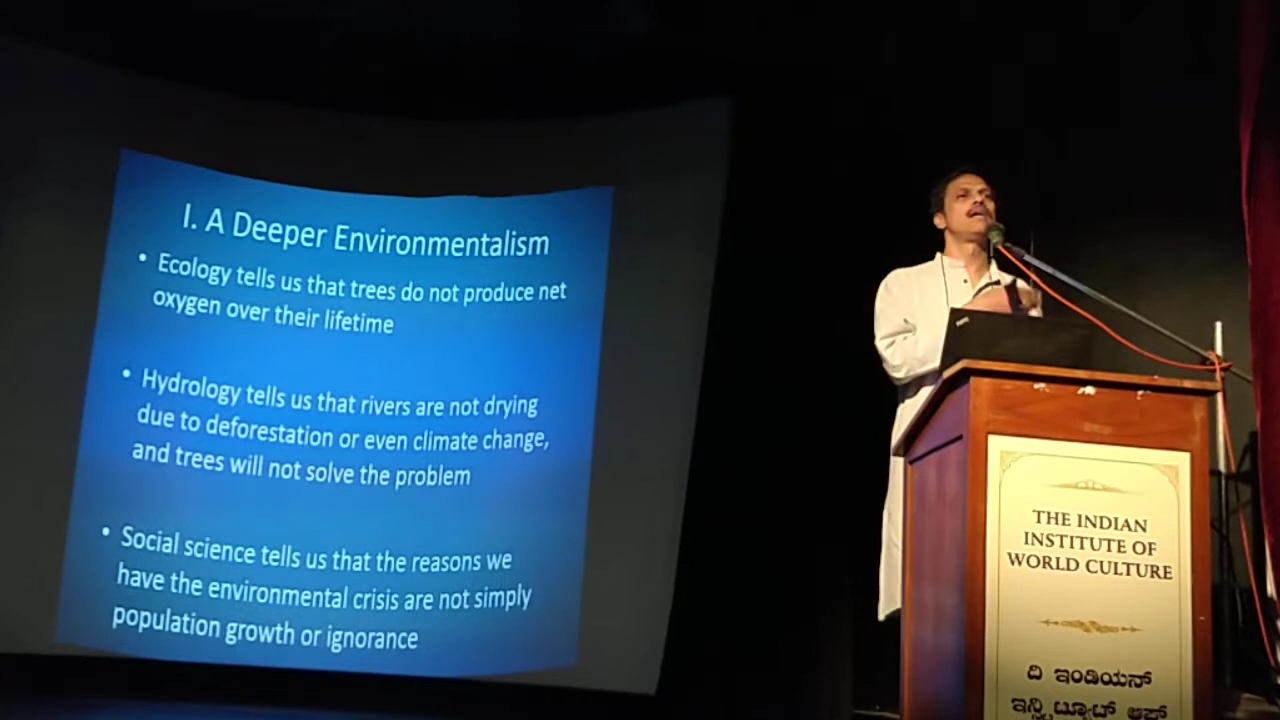 I. A Deeper Environmentalism
• Ecology tells us that trees do not produce net
oxygen over their lifetime
• Hydrology tells us that rivers are not drying
due to deforestation or even climate change,
and trees will not solve the problem
• Social science tells us that the reasons we
have the environmental crisis are not simply
population growth or ignorance
THE INDIAN
INSTITUTE OF
WORLD CULTURE
ದಿ ಇಂಡಿಯನ್
ಇನ್ಸ್ಟಿಟ್ಯೂಟ್ ಆಫ್